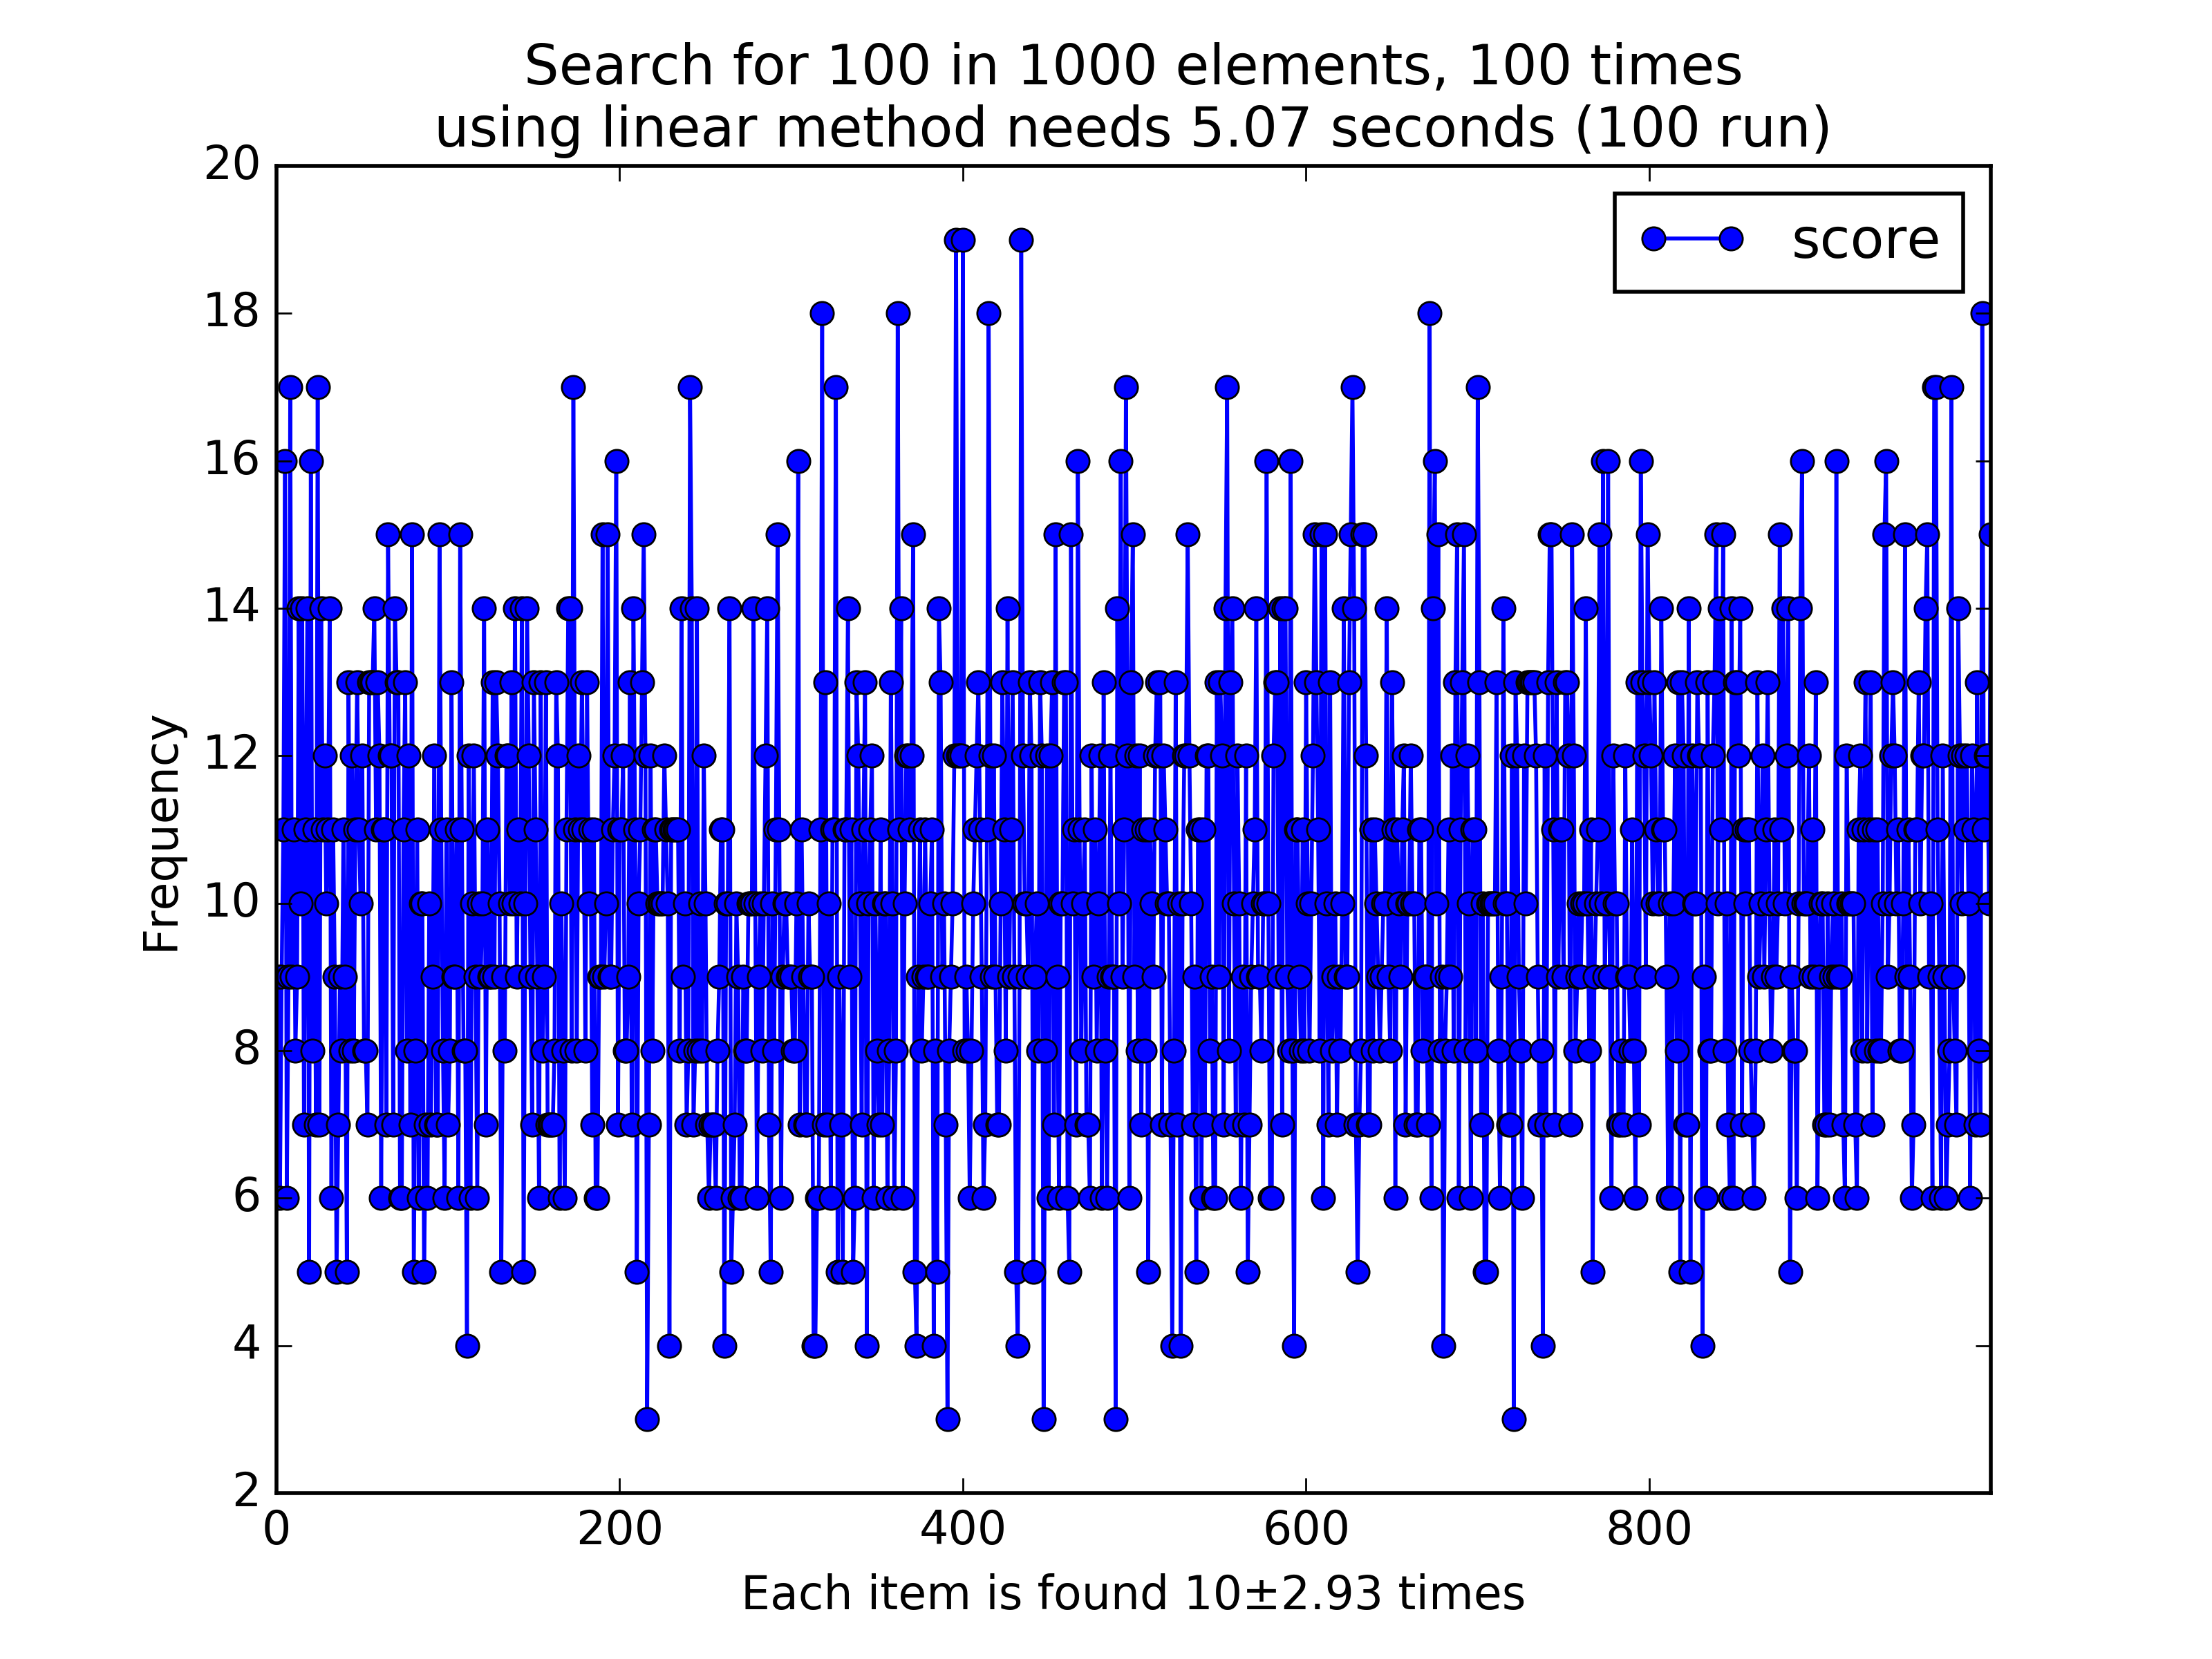 Search for 100 in 1000 elements, 100 times
using linear method needs 5.07 seconds (100 run)
score
Frequency
20
18
16
14
12
10
8
6
4
2
0 200 400 600 800
Each item is found 10±2.93 times